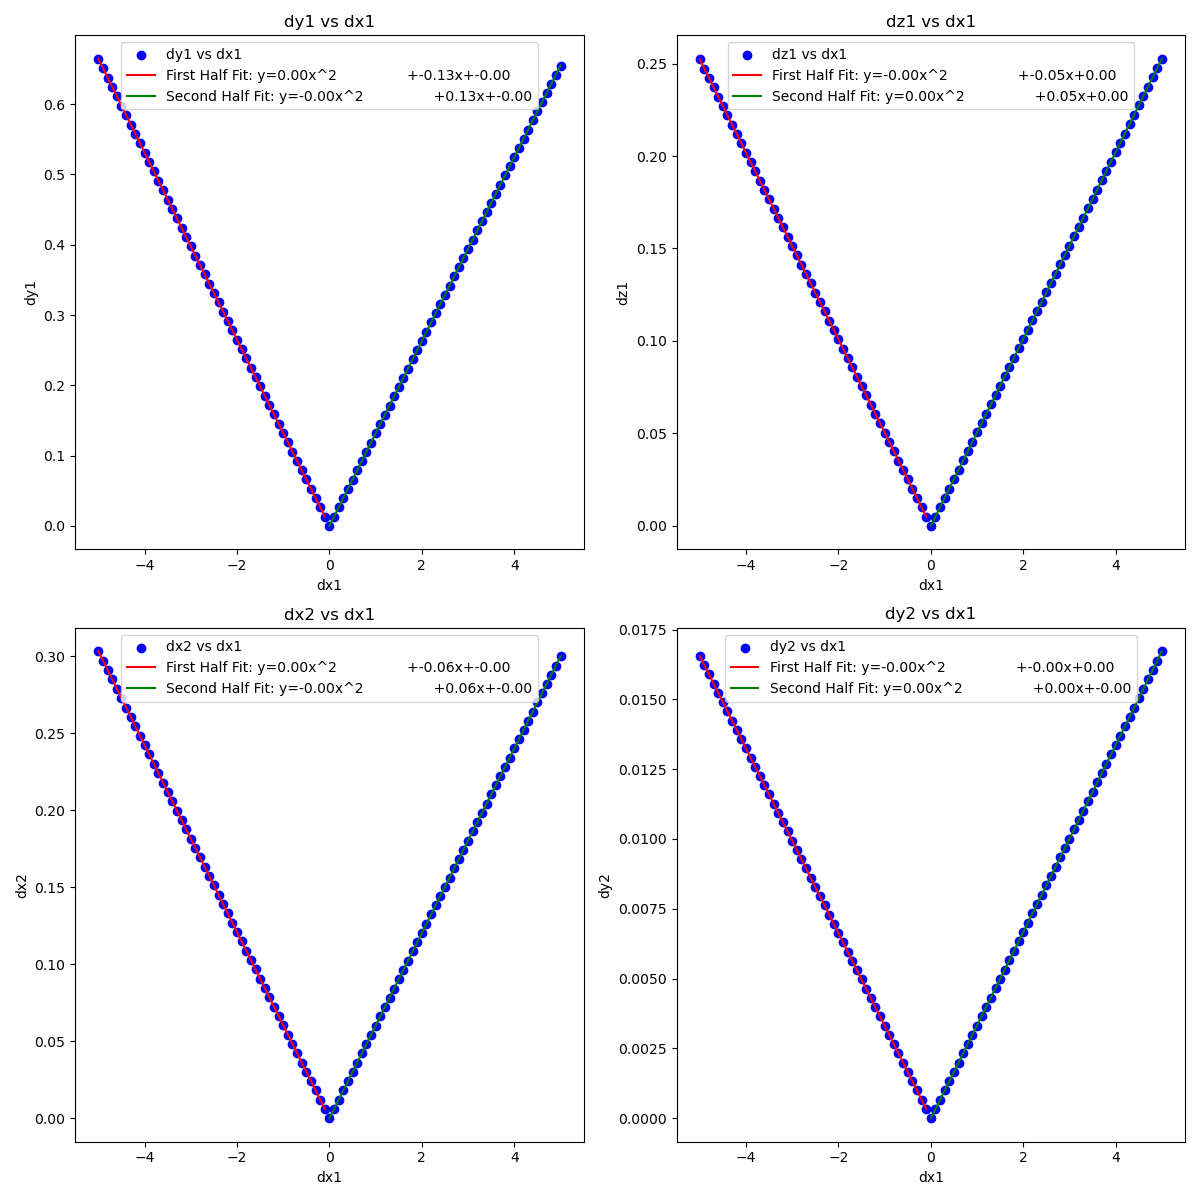 dy1 vs dx1
dy1 vs dx1
First Half Fit: y=0.00x^2 +-0.13x+-0.00
Second Half Fit: y=-0.00x^2 +0.13x+-0.00
0.6
0.5
0.4
0.3
0.2
0.1
0.0
dy1
−4 −2 0 2 4
dx1
dz1 vs dx1
dz1 vs dx1
First Half Fit: y=-0.00x^2 +-0.05x+0.00
Second Half Fit: y=0.00x^2 +0.05x+0.00
0.25
0.20
0.15
0.10
0.05
0.00
dz1
−4 −2 0 2 4
dx1
dx2 vs dx1
dx2 vs dx1
First Half Fit: y=0.00x^2 +-0.06x+-0.00
Second Half Fit: y=-0.00x^2 +0.06x+-0.00
0.30
0.25
0.20
0.15
0.10
0.05
0.00
dx2
−4 −2 0 2 4
dx1
dy2 vs dx1
dy2 vs dx1
First Half Fit: y=-0.00x^2 +-0.00x+0.00
Second Half Fit: y=0.00x^2 +0.00x+-0.00
0.0175
0.0150
0.0125
0.0100
0.0075
0.0050
0.0025
0.0000
dy2
−4 −2 0 2 4
dx1